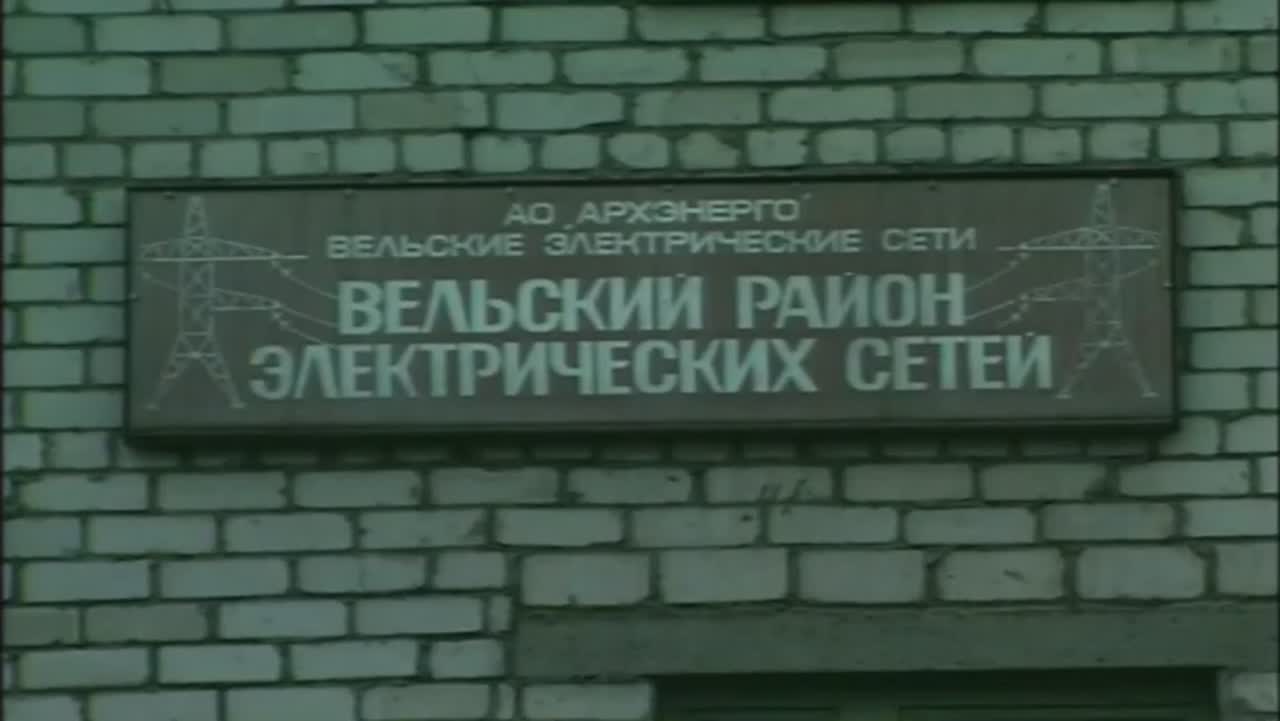 АО „АРХЭНЕРГО"
ВЕЛЬСКИЕ ЭЛЕКТРИЧЕСКИЕ СЕТИ
ВЕЛЬСКИЙ РАЙОН
ЭЛЕКТРИЧЕСКИХ СЕТЕЙ